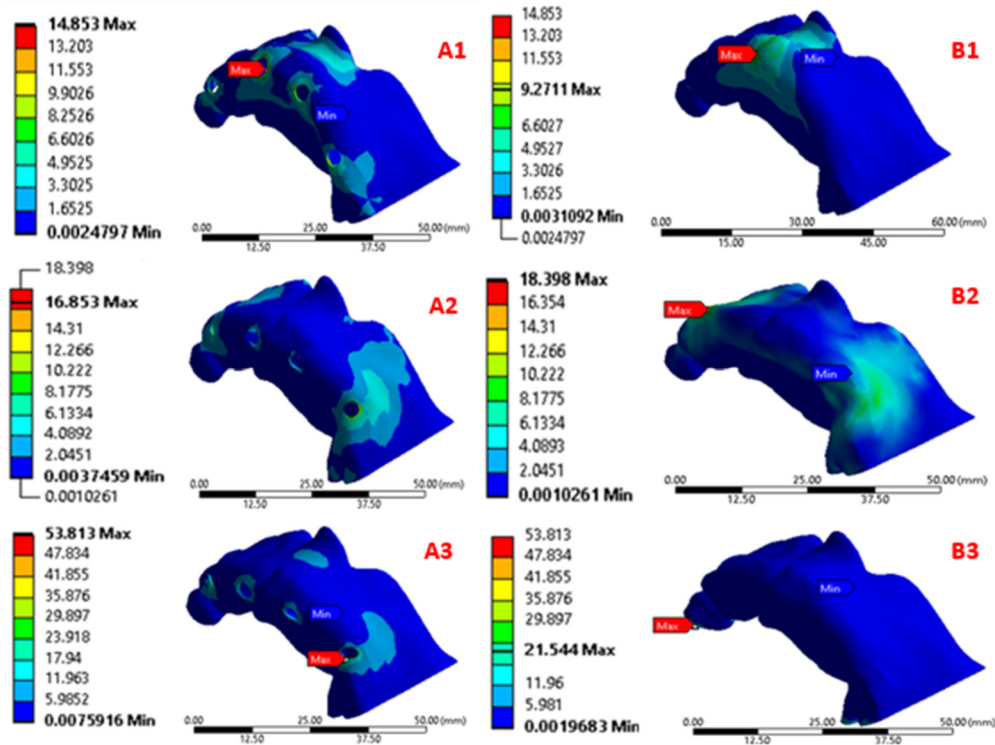 14.853 Max
13.203
11.553
9.9026
8.2526
6.6026
4.9525
3.3025
1.6525
0.0024797 Min
A1
Max
Min
0.00 25.00 50.00 (mm)
12.50 37.50
14.853
13.203
11.553
9.2711 Max
6.6027
4.9527
3.3026
1.6525
0.0031092 Min
0.0024797
B1
Max
Min
0.00 30.00 60.00 (mm)
15.00 45.00
18.398
16.853 Max
14.31
12.266
10.222
8.1775
6.1334
4.0892
2.0451
0.0037459 Min
0.0010261
A2
0.00 25.00 50.00 (mm)
12.50 37.50
18.398 Max
16.354
14.31
12.266
10.222
8.1775
6.1334
4.0893
2.0451
0.0010261 Min
B2
Max
Min
0.00 25.00 50.00 (mm)
12.50 37.50
53.813 Max
47.834
41.855
35.876
29.897
23.918
17.94
11.963
5.9852
0.0075916 Min
A3
Min
Max
0.00 25.00 50.00 (mm)
12.50 37.50
53.813
47.834
41.855
35.876
29.897
21.544 Max
11.96
5.981
0.0019683 Min
B3
Min
Max
0.00 25.00 50.00 (mm)
12.50 37.50